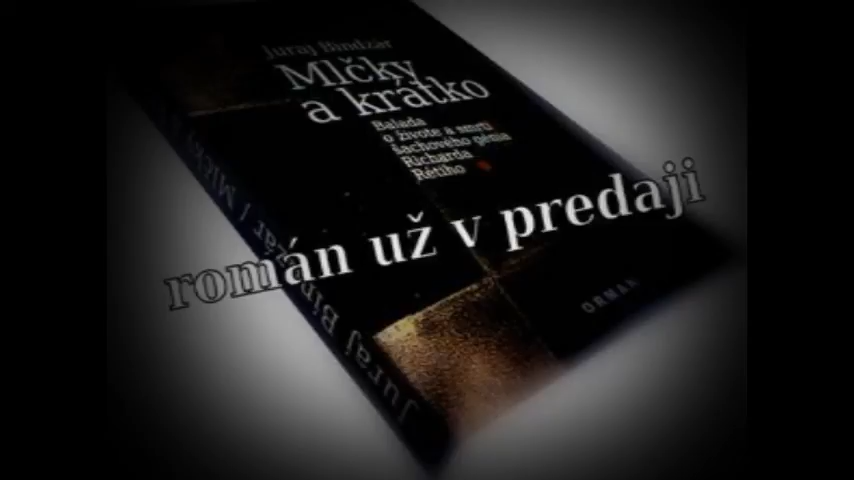 Juraj Bindzár
Mlčky
a krátko
Balada
o živote a smrti
šachového génia
Richarda
Rétiho
román už v predaji
ORMAN
Juraj Bindzár / Mlčky